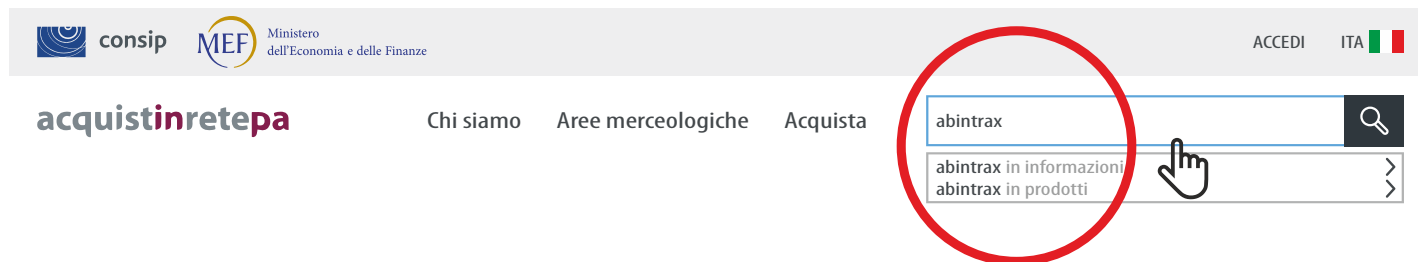 consip
MEF
Ministero
dell'Economia e delle Finanze
ACCEDI
ITA
acquistinretepa
Chi siamo
Aree merceologiche
Acquista
abintrax
abintrax in informazioni
abintrax in prodotti